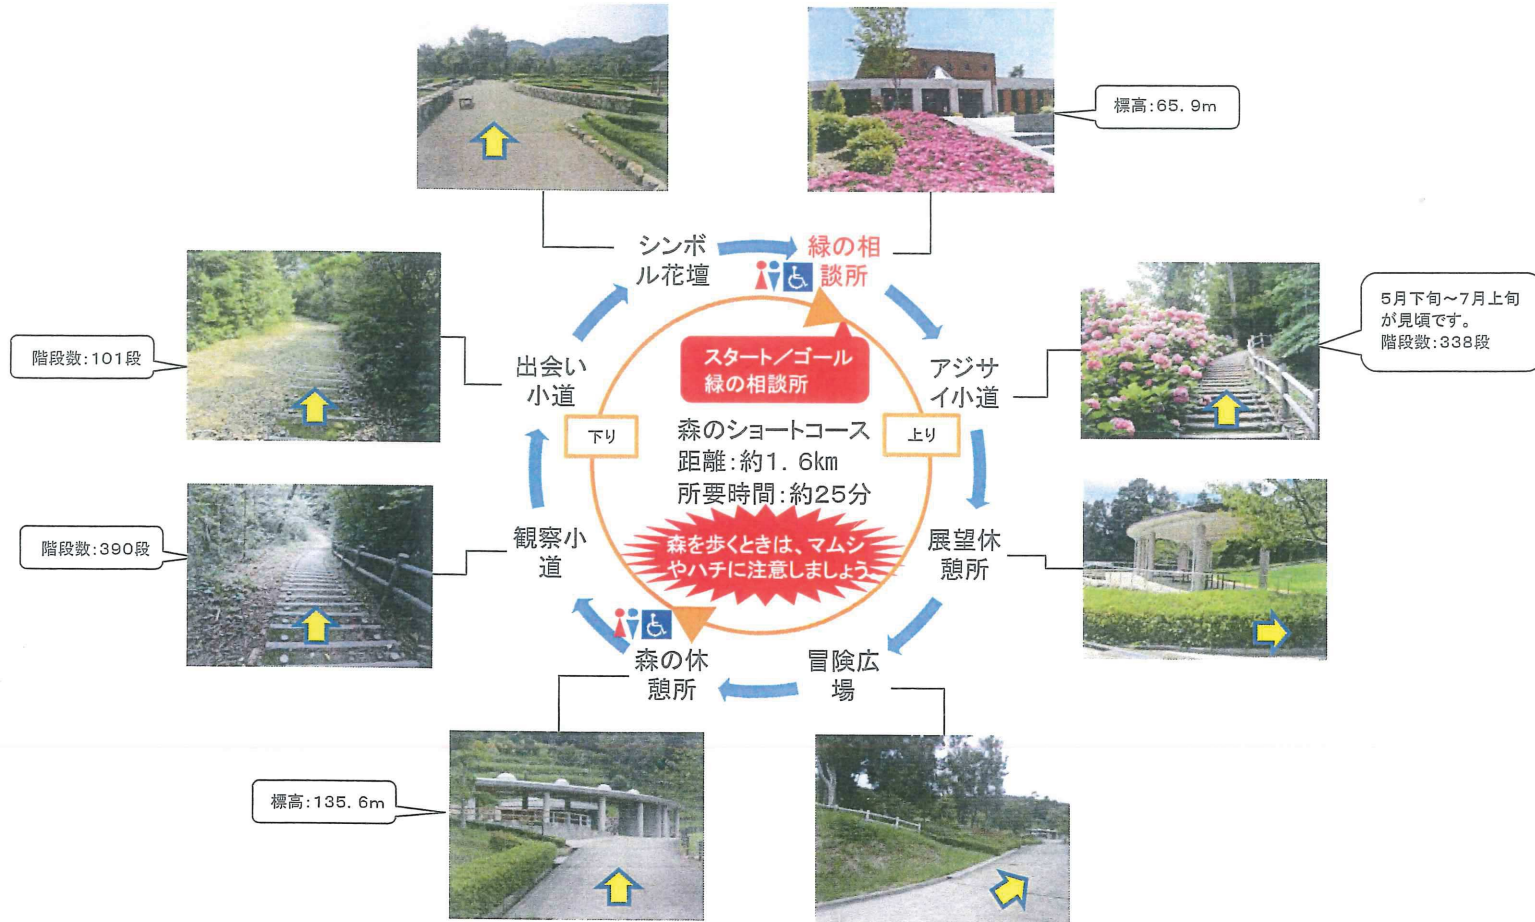 標高:65.9m
シンボ
ル花壇
緑の相
談所
5月下旬～7月上旬
が見頃です。
階段数:338段
階段数:101段
出会い
小道
スタート／ゴール
緑の相談所
アジサ
イ小道
下り
森のショートコース
距離:約1.6km
所要時間:約25分
上り
階段数:390段
観察小
道
森を歩くときは、マムシ
やハチに注意しましょう。
展望休
憩所
森の休
憩所
冒険広
場
標高:135.6m